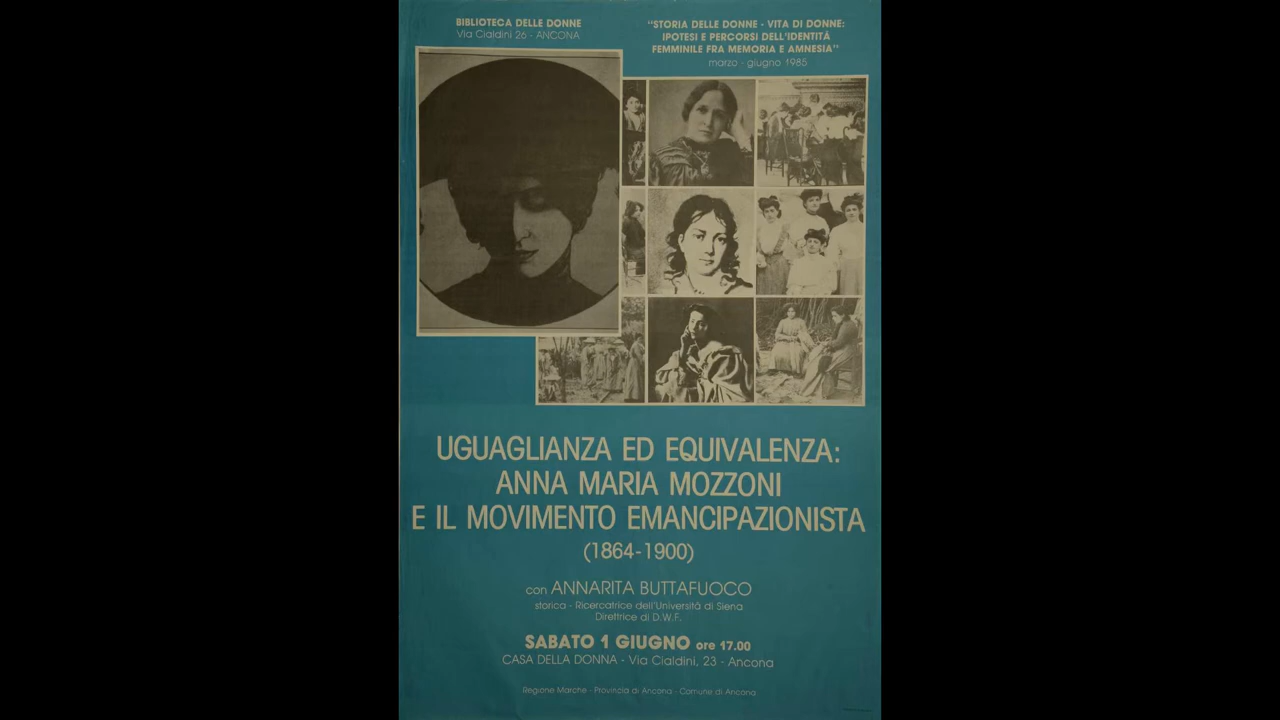 BIBLIOTECA DELLE DONNE
Via Cialdini 26 - ANCONA
"STORIA DELLE DONNE - VITA DI DONNE:
IPOTESI E PERCORSI DELL'IDENTITÀ
FEMMINILE FRA MEMORIA E AMNESIA"
marzo - giugno 1985
UGUAGLIANZA ED EQUIVALENZA:
ANNA MARIA MOZZONI
E IL MOVIMENTO EMANCIPAZIONISTA
(1864-1900)
con ANNARITA BUTTAFUOCO
storica - Ricercatrice dell'Università di Siena
Direttrice di D.W.F.
SABATO 1 GIUGNO ore 17.00
CASA DELLA DONNA - Via Cialdini, 23 - Ancona
Regione Marche - Provincia di Ancona - Comune di Ancona